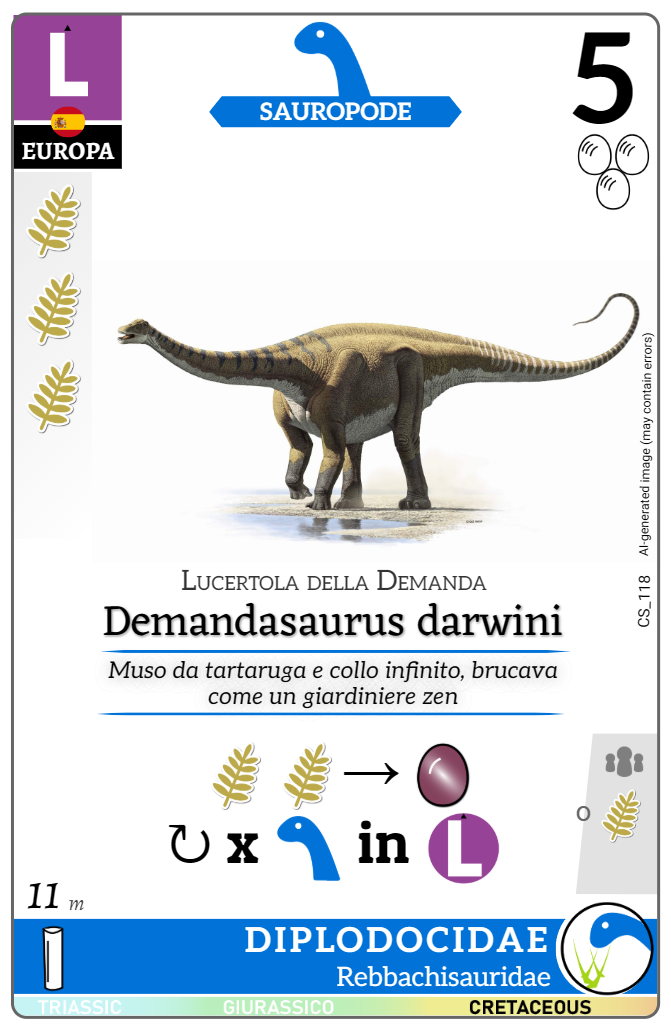 L
EUROPA
SAUROPODE
5
AI-generated image (may contain errors)
CS_118
LUCERTOLA DELLA DEMANDA
Demandasaurus darwini
Muso da tartaruga e collo infinito, brucava
come un giardiniere zen
x in L
o
11 m
DIPLODOCIDAE
Rebbachisauridae
TRIASSIC GIURASSICO CRETACEOUS